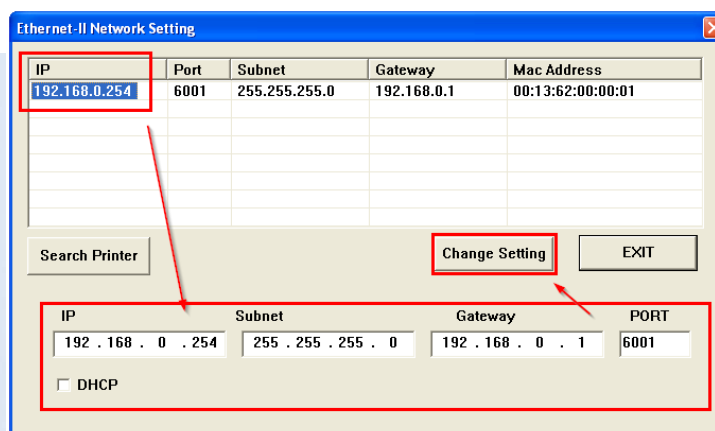 Ethernet-II Network Setting
IP Port Subnet Gateway Mac Address
192.168.0.254 6001 255.255.255.0 192.168.0.1 00:13:62:00:00:01
Search Printer Change Setting EXIT
IP Subnet Gateway PORT
192 . 168 . 0 . 254 255 . 255 . 255 . 0 192 . 168 . 0 . 1 6001
DHCP